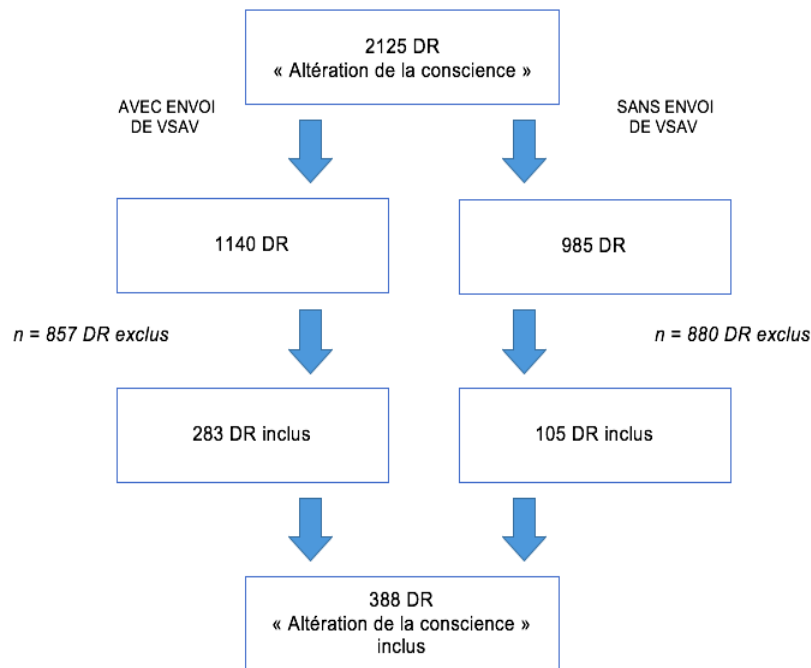 2125 DR
« Altération de la conscience »
AVEC ENVOI
DE VSAV
SANS ENVOI
DE VSAV
1140 DR
985 DR
n = 857 DR exclus
n = 880 DR exclus
283 DR inclus
105 DR inclus
388 DR
« Altération de la conscience »
inclus